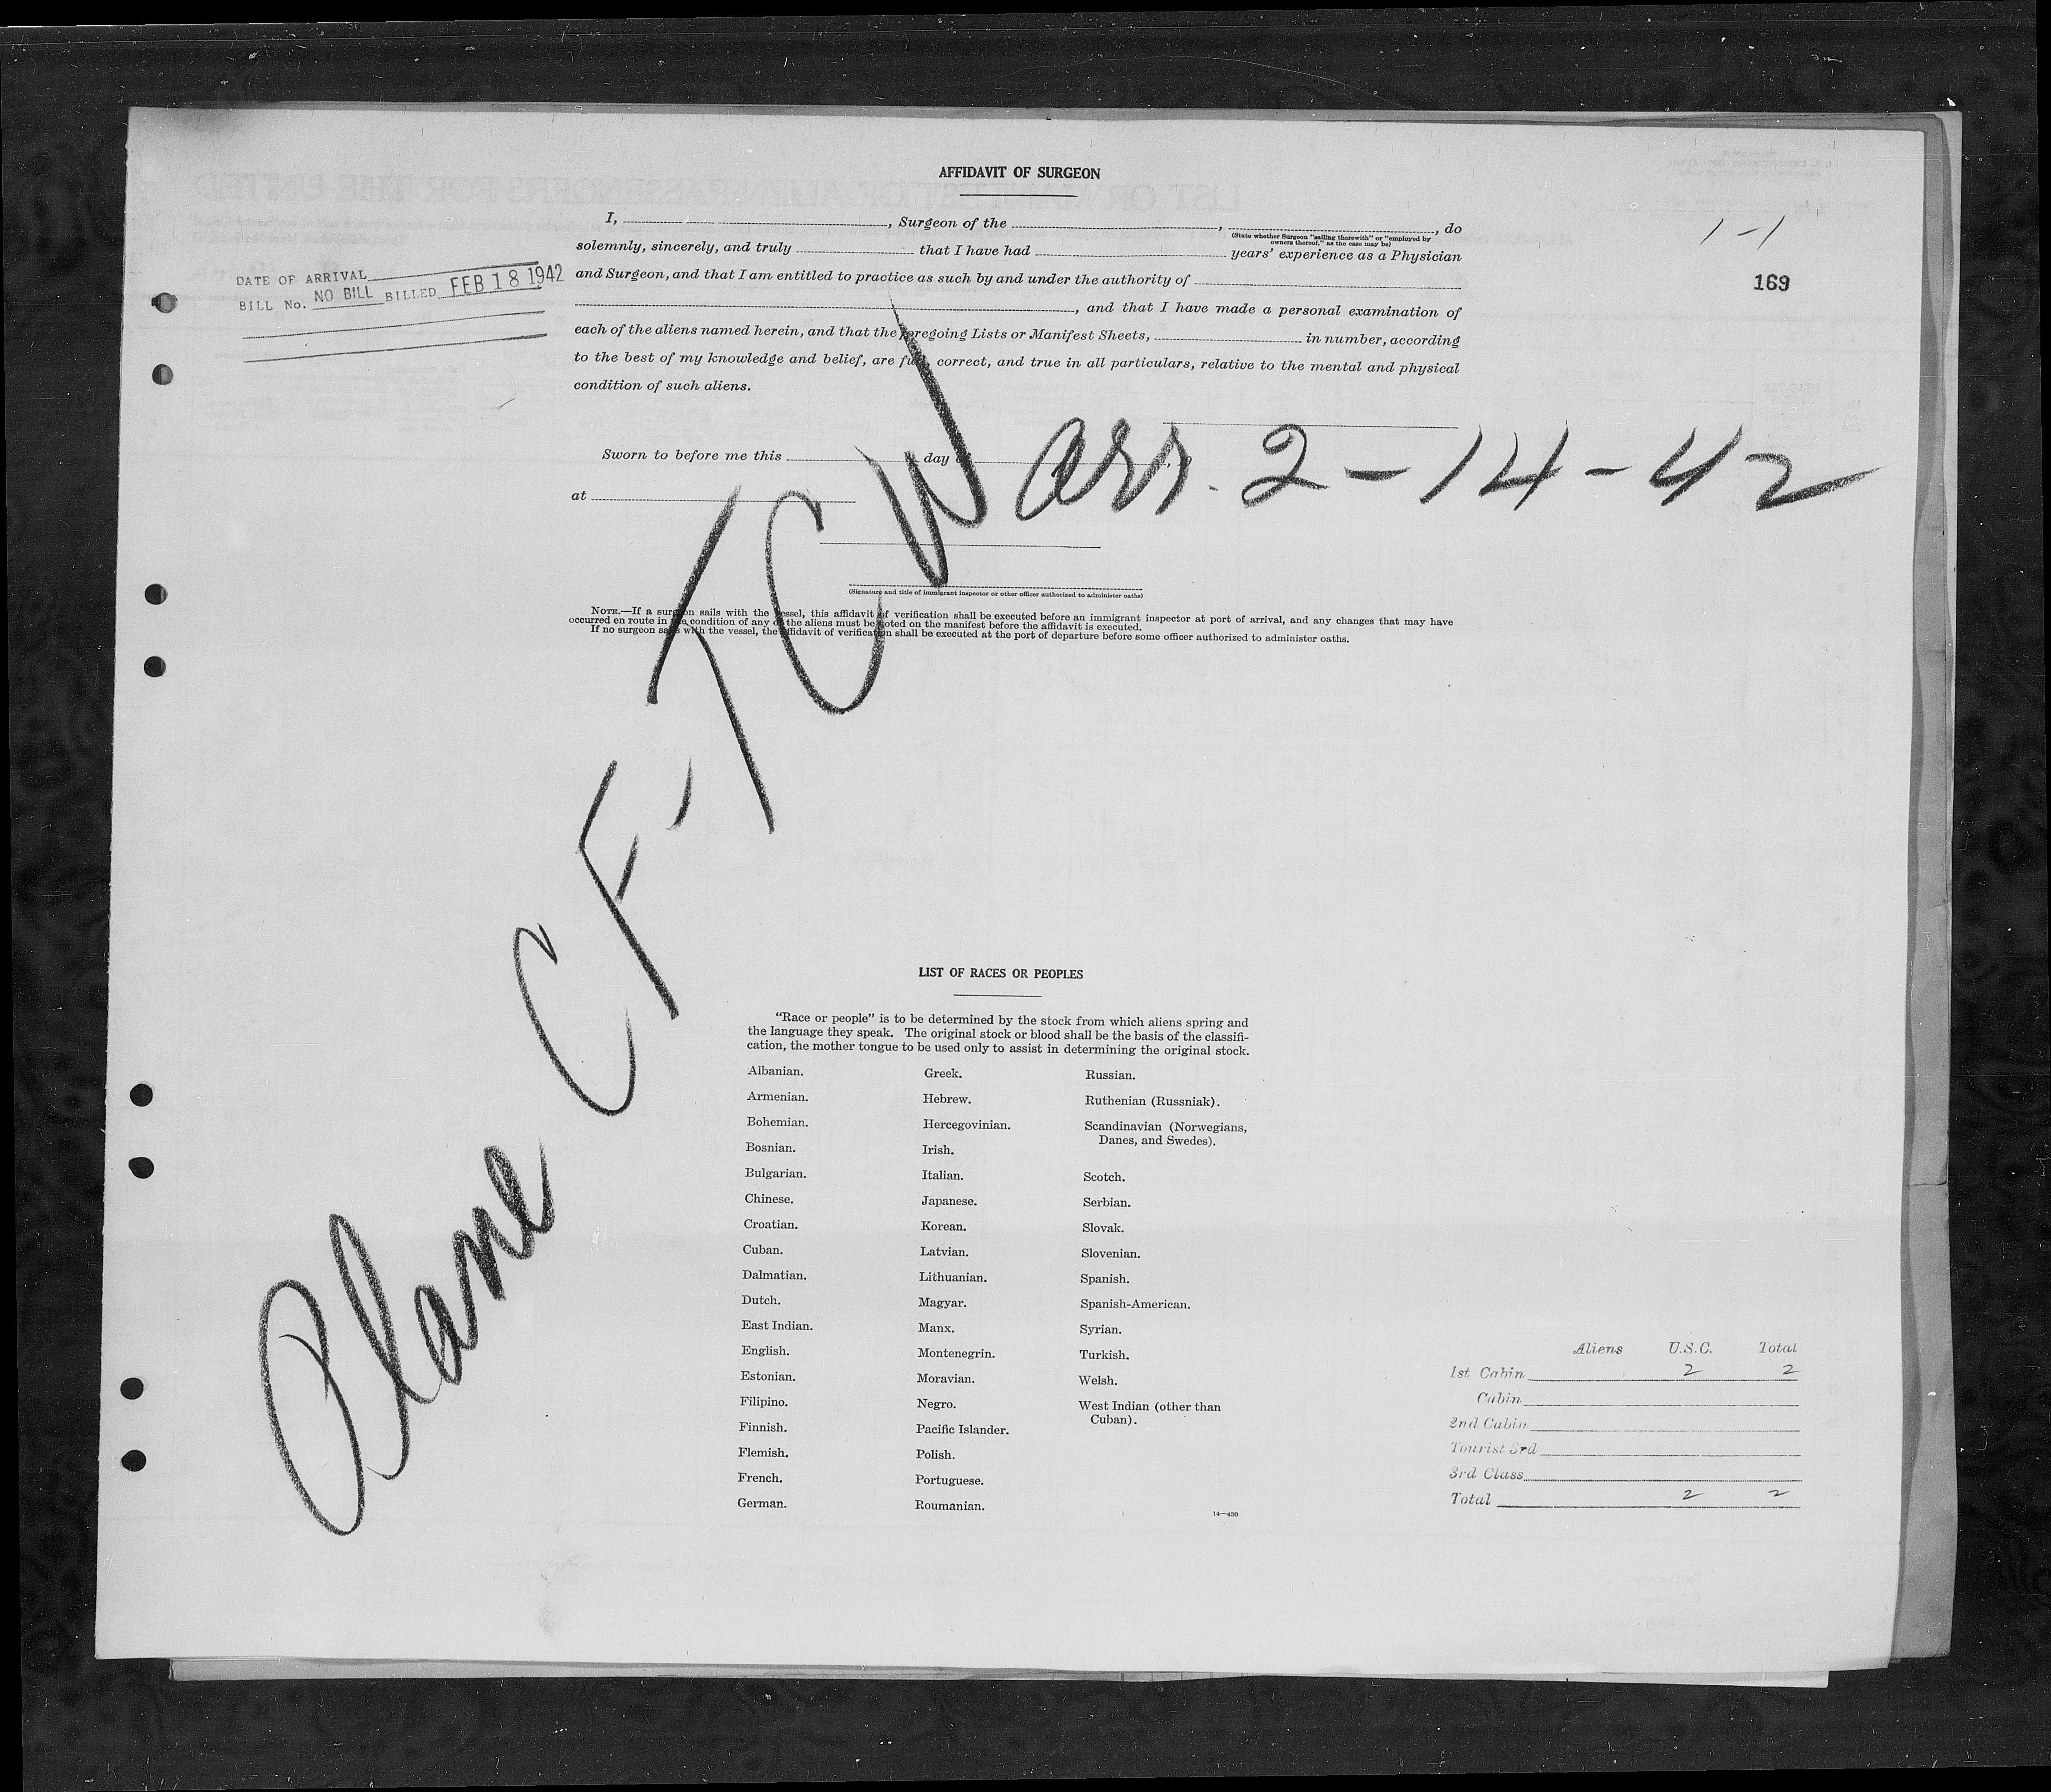 AFFIDAVIT OF SURGEON
I, , Surgeon of the , , do
(State whether Surgeon "sailing therewith" or "employed by
owners thereof," as the case may be)
solemnly, sincerely, and truly that I have had years' experience as a Physician
and Surgeon, and that I am entitled to practice as such by and under the authority of
, and that I have made a personal examination of
each of the aliens named herein, and that the foregoing Lists or Manifest Sheets, in number, according
to the best of my knowledge and belief, are full, correct, and true in all particulars, relative to the mental and physical
condition of such aliens.
1-1
169
DATE OF ARRIVAL
BILL No. NO BILL BILLED FEB 18 1942
Sworn to before me this day of , 19
at
arr. 2-14-42
Plane CF-TCW
(Signature and title of immigrant inspector or other officer authorized to administer oaths)
NOTE.—If a surgeon sails with the vessel, this affidavit of verification shall be executed before an immigrant inspector at port of arrival, and any changes that may have
occurred en route in the condition of any of the aliens must be noted on the manifest before the affidavit is executed.
If no surgeon sails with the vessel, the affidavit of verification shall be executed at the port of departure before some officer authorized to administer oaths.
LIST OF RACES OR PEOPLES
"Race or people" is to be determined by the stock from which aliens spring and
the language they speak. The original stock or blood shall be the basis of the classifi-
cation, the mother tongue to be used only to assist in determining the original stock.
Albanian.
Armenian.
Bohemian.
Bosnian.
Bulgarian.
Chinese.
Croatian.
Cuban.
Dalmatian.
Dutch.
East Indian.
English.
Estonian.
Filipino.
Finnish.
Flemish.
French.
German.
Greek.
Hebrew.
Hercegovinian.
Irish.
Italian.
Japanese.
Korean.
Latvian.
Lithuanian.
Magyar.
Manx.
Montenegrin.
Moravian.
Negro.
Pacific Islander.
Polish.
Portuguese.
Roumanian.
Russian.
Ruthenian (Russniak).
Scandinavian (Norwegians,
Danes, and Swedes).
Scotch.
Serbian.
Slovak.
Slovenian.
Spanish.
Spanish-American.
Syrian.
Turkish.
Welsh.
West Indian (other than
Cuban).
14—430
Aliens U.S.C. Total
1st Cabin 2 2
Cabin
2nd Cabin
Tourist 3rd
3rd Class
Total 2 2